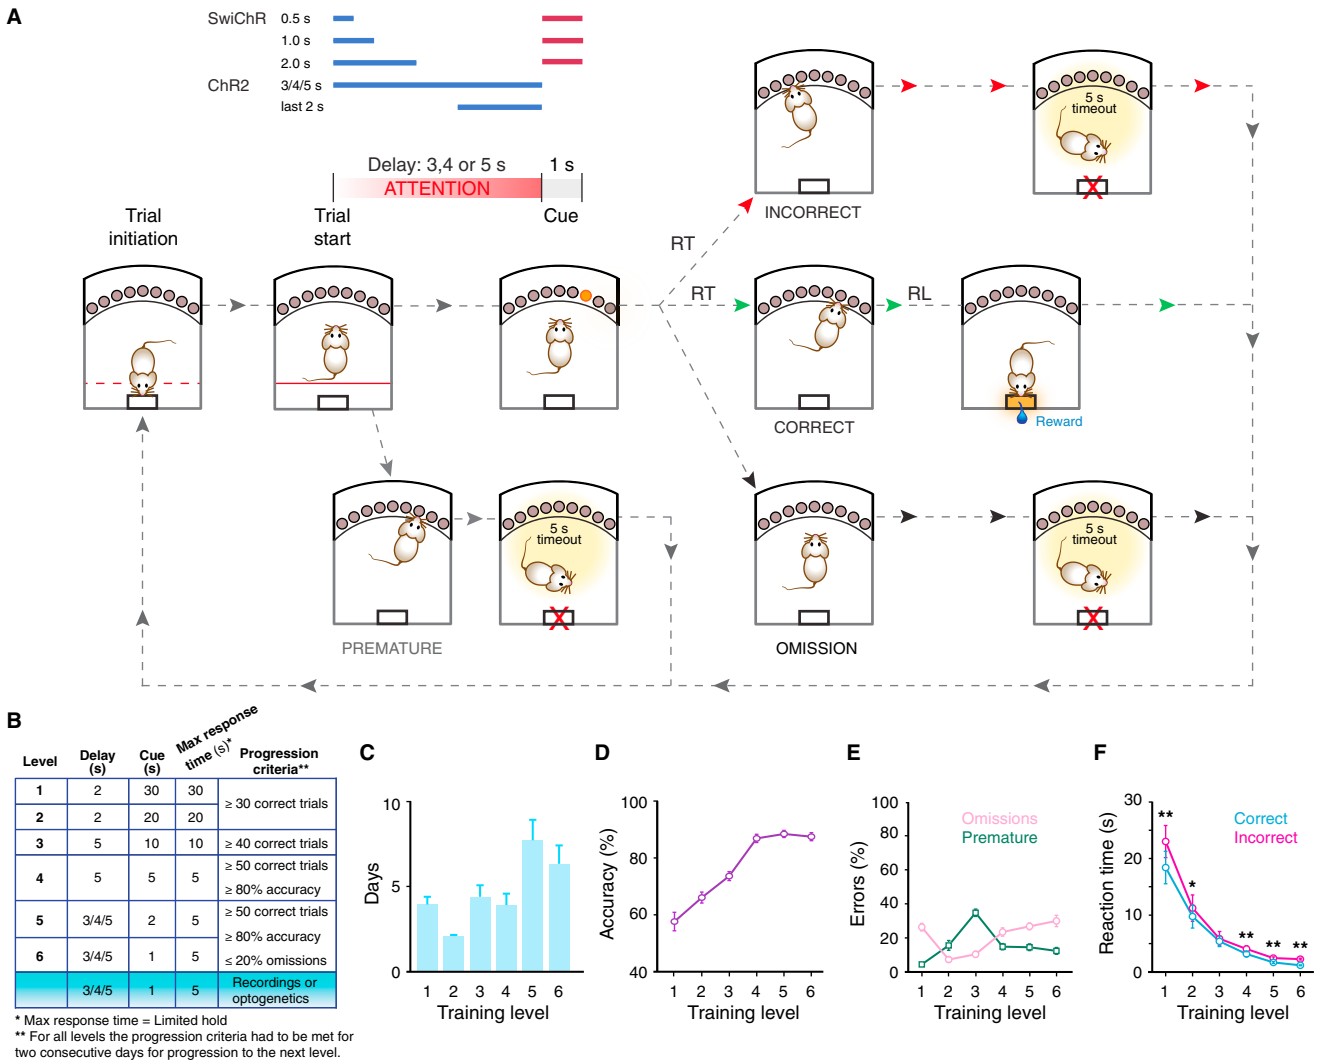 A
SwiChR 0.5 s
1.0 s
2.0 s
ChR2 3/4/5 s
last 2 s
Delay: 3,4 or 5 s 1 s
ATTENTION
Cue
Trial
initiation
Trial
start
RT
RT
RL
INCORRECT
5 s
timeout
X
CORRECT
Reward
PREMATURE
5 s
timeout
X
OMISSION
5 s
timeout
X
B
Level Delay (s) Cue (s) Max response time (s)* Progression criteria**
1 2 30 30 ≥ 30 correct trials
2 2 20 20
3 5 10 10 ≥ 40 correct trials
4 5 5 5 ≥ 50 correct trials
≥ 80% accuracy
5 3/4/5 2 5 ≥ 50 correct trials
≥ 80% accuracy
6 3/4/5 1 5 ≤ 20% omissions
3/4/5 1 5 Recordings or
optogenetics
* Max response time = Limited hold
** For all levels the progression criteria had to be met for
two consecutive days for progression to the next level.
C
Days
10
5
0
1 2 3 4 5 6
Training level
D
Accuracy (%)
100
80
60
40
1 2 3 4 5 6
Training level
E
Errors (%)
100
80
60
40
20
0
Omissions
Premature
1 2 3 4 5 6
Training level
F
Reaction time (s)
30
20
10
0
Correct
Incorrect
** * ** ** **
1 2 3 4 5 6
Training level